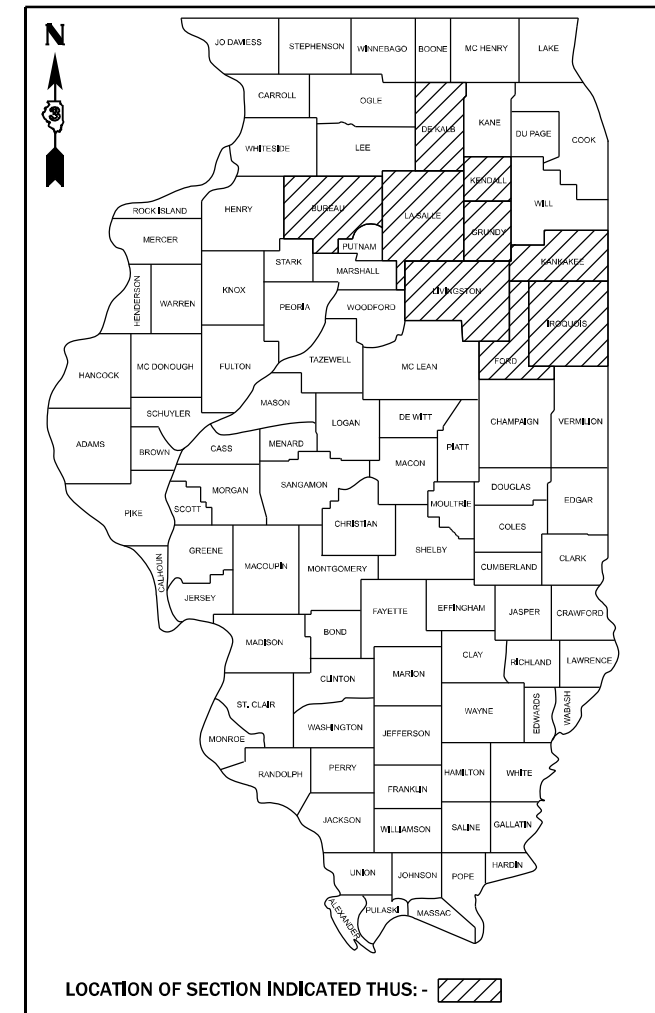 N
3
JO DAVIESS
STEPHENSON
WINNEBAGO
BOONE
MC HENRY
LAKE
CARROLL
OGLE
DE KALB
KANE
DU PAGE
COOK
WHITESIDE
LEE
KENDALL
WILL
ROCK ISLAND
HENRY
BUREAU
LA SALLE
GRUNDY
MERCER
PUTNAM
KANKAKEE
STARK
MARSHALL
HENDERSON
WARREN
KNOX
PEORIA
WOODFORD
LIVINGSTON
IROQUOIS
FORD
HANCOCK
MC DONOUGH
FULTON
TAZEWELL
MC LEAN
SCHUYLER
MASON
LOGAN
DE WITT
CHAMPAIGN
VERMILION
ADAMS
BROWN
CASS
MENARD
PIATT
MACON
MORGAN
SANGAMON
DOUGLAS
EDGAR
PIKE
SCOTT
MOULTRIE
CHRISTIAN
COLES
GREENE
SHELBY
CALHOUN
MACOUPIN
MONTGOMERY
CUMBERLAND
CLARK
JERSEY
FAYETTE
EFFINGHAM
JASPER
CRAWFORD
BOND
MADISON
CLAY
RICHLAND
LAWRENCE
CLINTON
MARION
ST. CLAIR
WAYNE
EDWARDS
WABASH
WASHINGTON
JEFFERSON
MONROE
PERRY
RANDOLPH
HAMILTON
WHITE
FRANKLIN
JACKSON
WILLIAMSON
SALINE
GALLATIN
UNION
JOHNSON
POPE
HARDIN
ALEXANDER
PULASKI
MASSAC
LOCATION OF SECTION INDICATED THUS: -